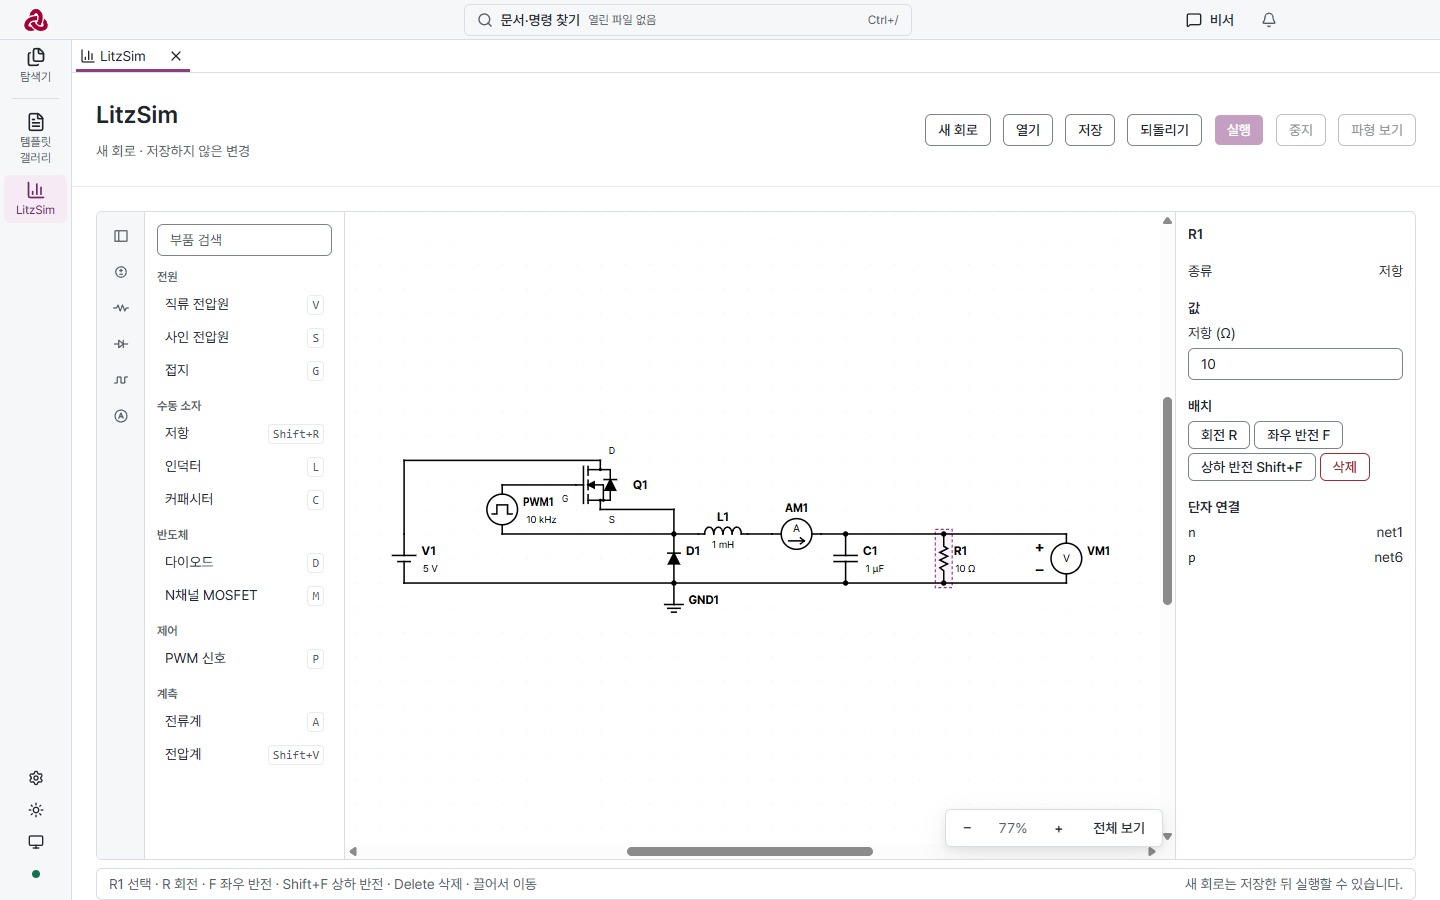 문서·명령 찾기 열린 파일 없음 Ctrl+/
비서
탐색기
템플릿
갤러리
LitzSim
LitzSim
LitzSim
새 회로 · 저장하지 않은 변경
새 회로 열기 저장 되돌리기 실행 중지 파형 보기
부품 검색
전원
직류 전압원 V
사인 전압원 S
접지 G
수동 소자
저항 Shift+R
인덕터 L
커패시터 C
반도체
다이오드 D
N채널 MOSFET M
제어
PWM 신호 P
계측
전류계 A
전압계 Shift+V
A
D
Q1
PWM1 G
10 kHz S
AM1
L1
A
1 mH
V1
5 V
D1
C1
1 µF
R1
10 Ω
+
−
V
VM1
GND1
− 77% + 전체 보기
R1
종류 저항
값
저항 (Ω)
10
배치
회전 R 좌우 반전 F
상하 반전 Shift+F 삭제
단자 연결
n net1
p net6
R1 선택 · R 회전 · F 좌우 반전 · Shift+F 상하 반전 · Delete 삭제 · 끌어서 이동
새 회로는 저장한 뒤 실행할 수 있습니다.